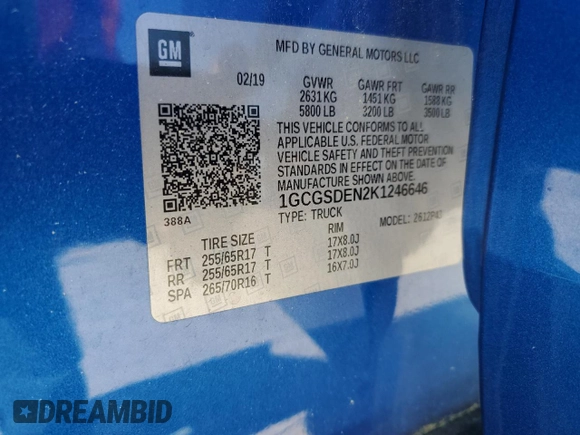 GM
MFD BY GENERAL MOTORS LLC
02/19 GVWR GAWR FRT GAWR RR
2631 KG 1451 KG 1588 KG
5800 LB 3200 LB 3500 LB
THIS VEHICLE CONFORMS TO ALL
APPLICABLE U.S. FEDERAL MOTOR
VEHICLE SAFETY AND THEFT PREVENTION
STANDARDS IN EFFECT ON THE DATE OF
MANUFACTURE SHOWN ABOVE.
1GCGSDEN2K1246646
388A TYPE: TRUCK MODEL:
TIRE SIZE RIM
FRT 255/65R17 T 17X8.0J
RR 255/65R17 T 17X8.0J
SPA 265/70R16 T 16X7.0J
DREAMBID